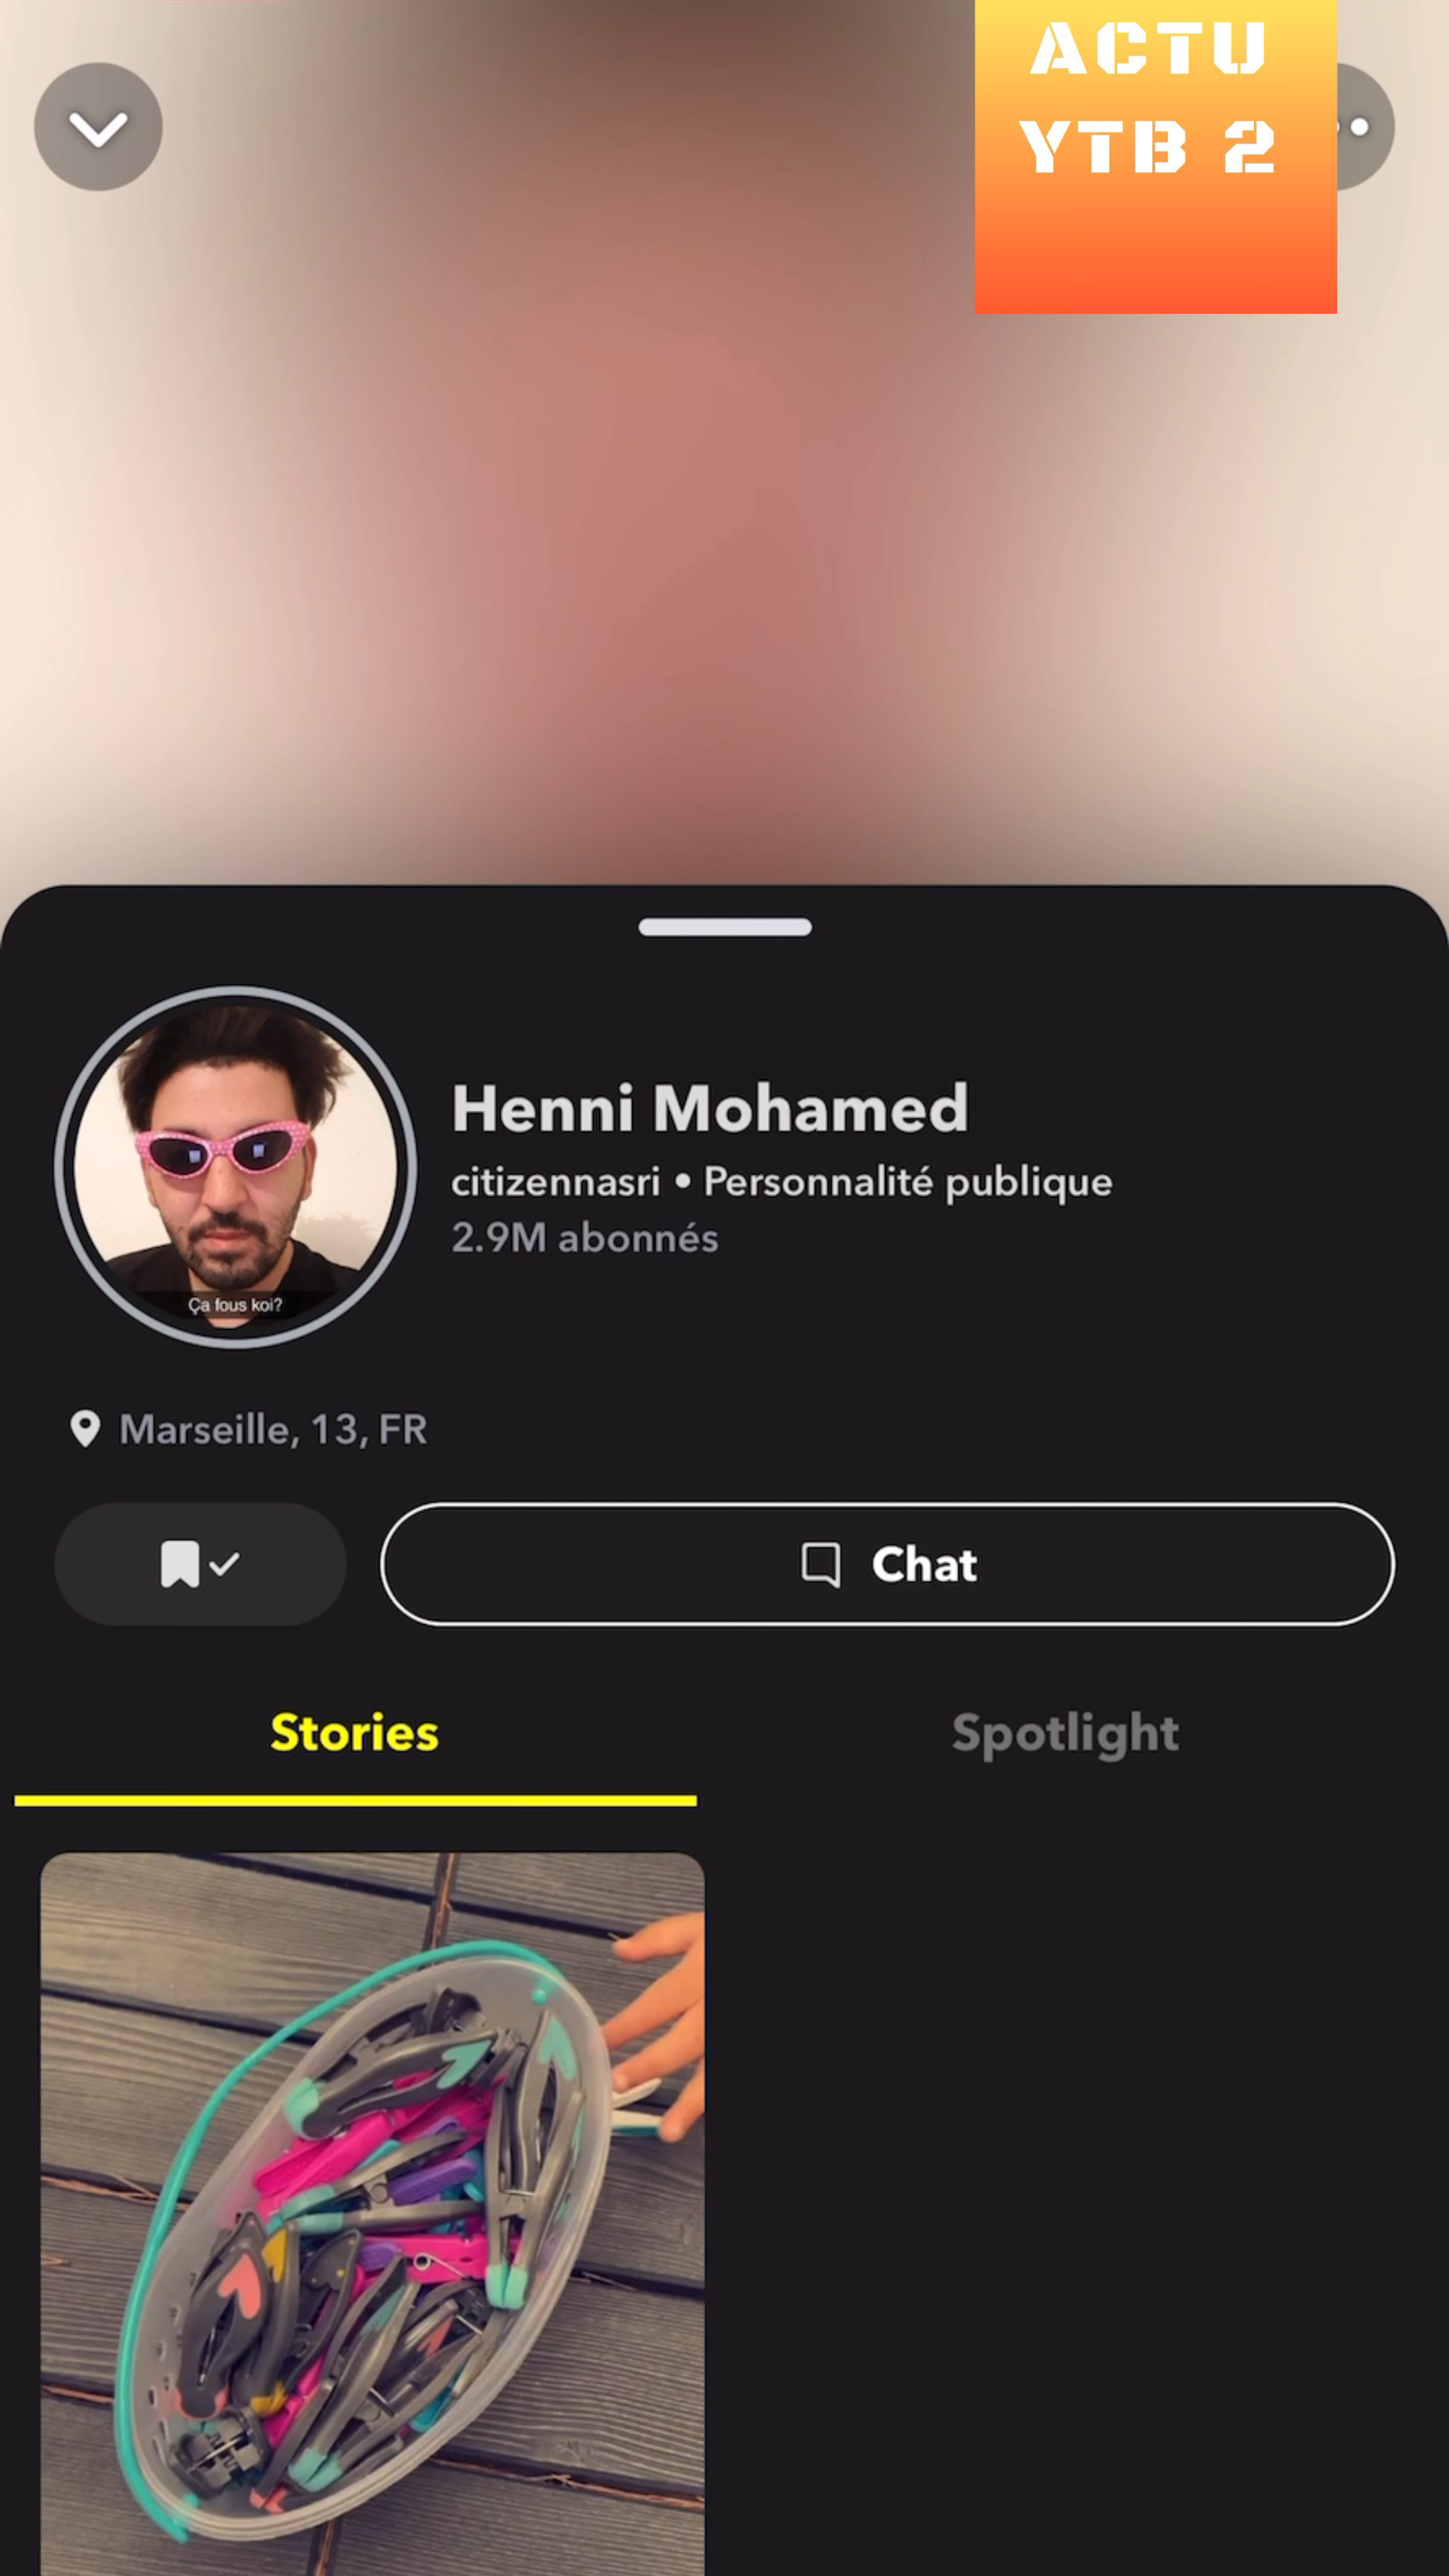 ACTU
YTB 2
Ça fous koi?
Henni Mohamed
citizennasri • Personnalité publique
2.9M abonnés
Marseille, 13, FR
Chat
Stories
Spotlight